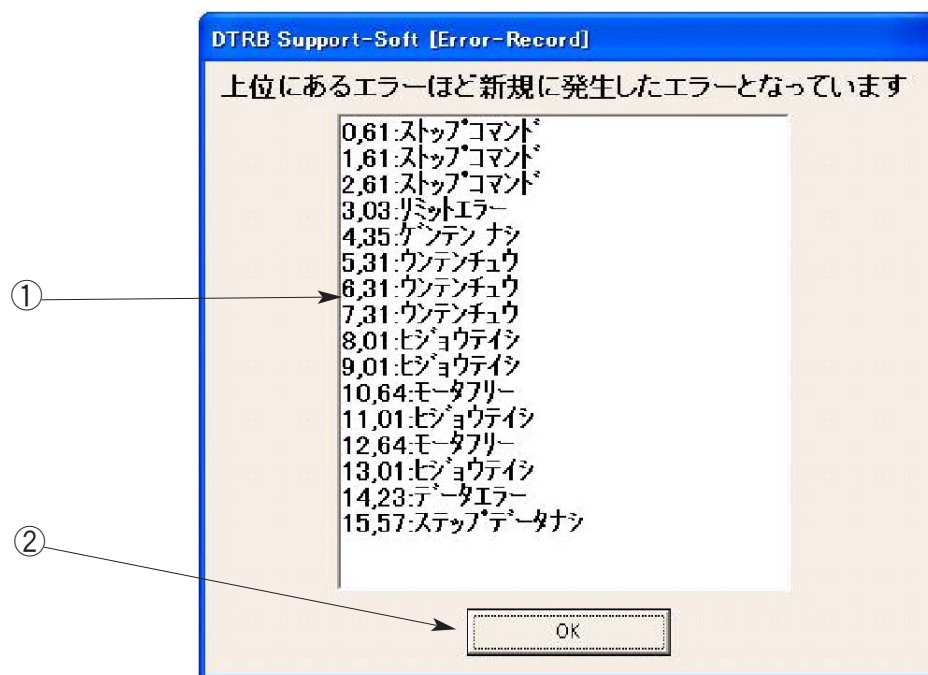 DTRB Support-Soft [Error-Record]
上位にあるエラーほど新規に発生したエラーとなっています
0,61:ストップコマンド
1,61:ストップコマンド
2,61:ストップコマンド
3,03:リミットエラー
4,35:ゲンテン ナシ
5,31:ウンテンチュウ
①
6,31:ウンテンチュウ
7,31:ウンテンチュウ
8,01:ヒジョウテイシ
9,01:ヒジョウテイシ
10,64:モータフリー
11,01:ヒジョウテイシ
12,64:モータフリー
13,01:ヒジョウテイシ
14,23:データエラー
15,57:ステップデータナシ
②
OK